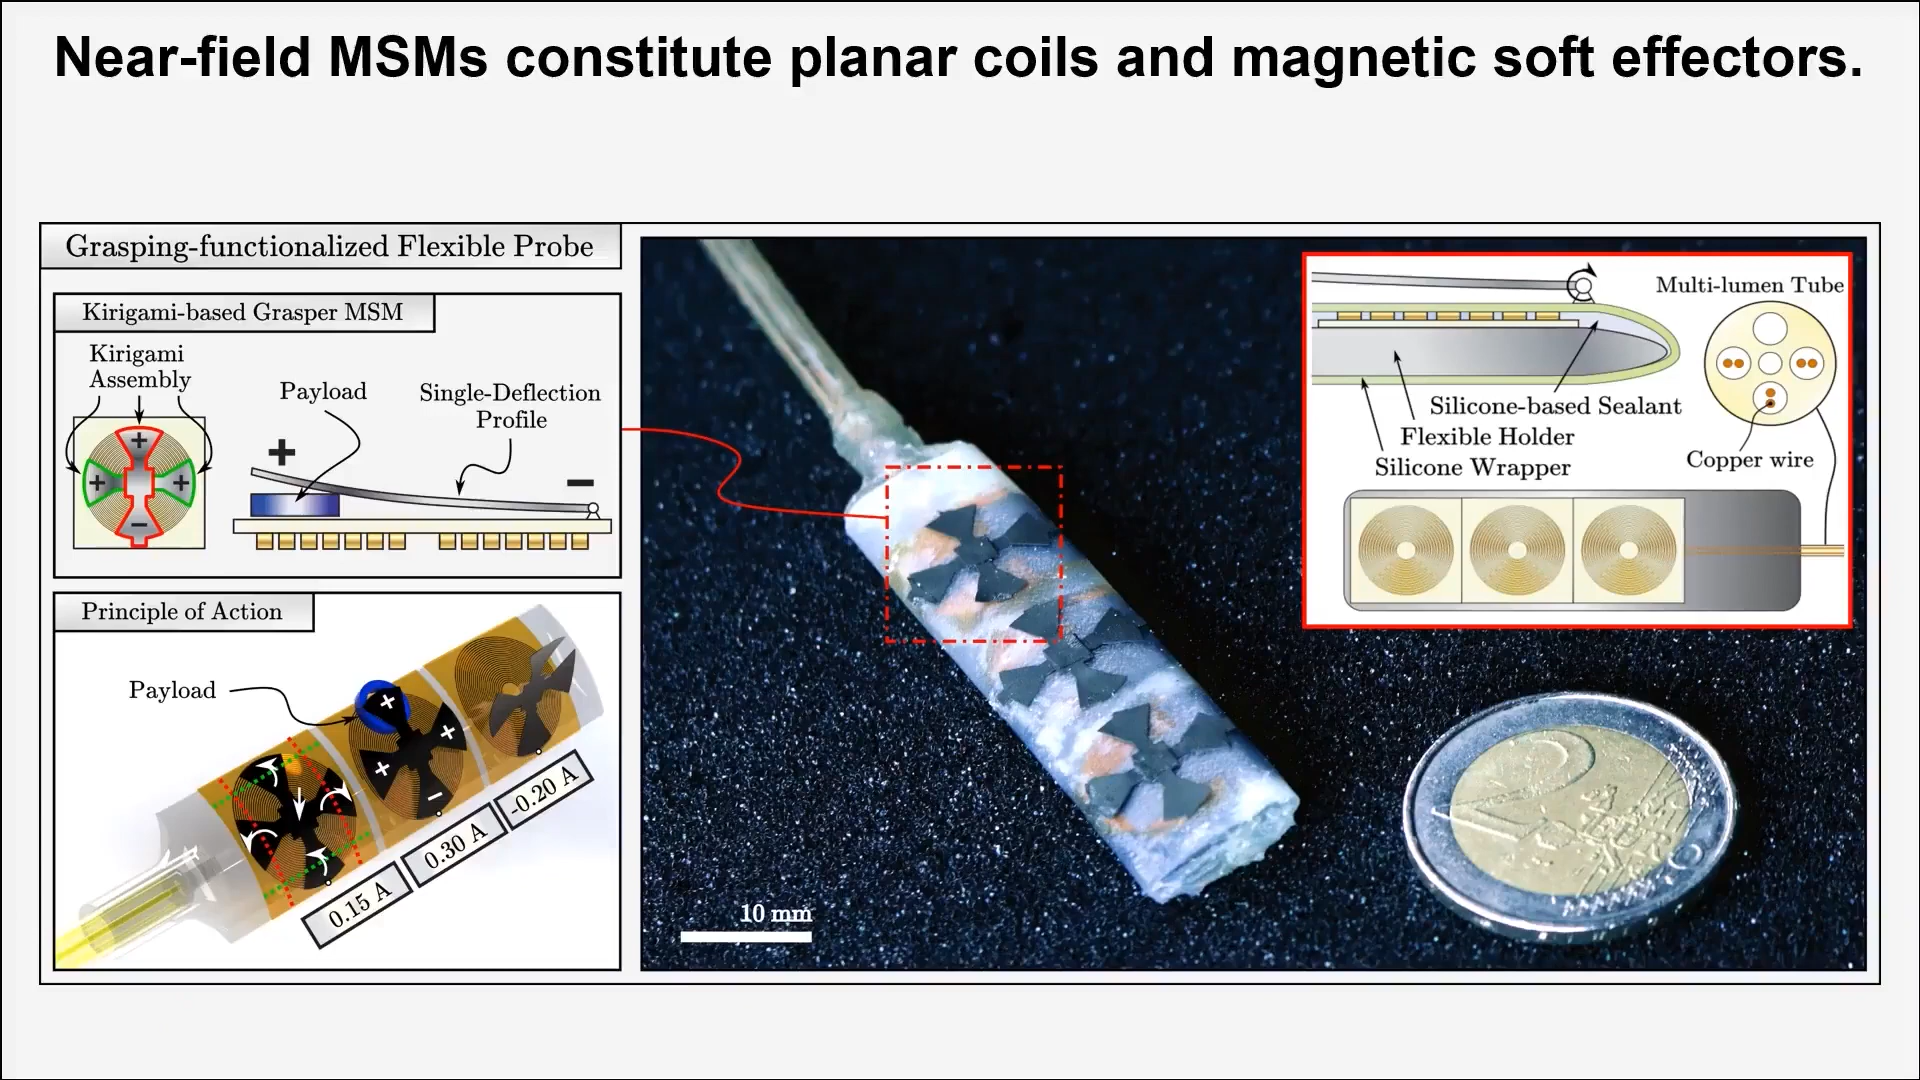 Near-field MSMs constitute planar coils and magnetic soft effectors.
Grasping-functionalized Flexible Probe
Kirigami-based Grasper MSM
Kirigami
Assembly
Payload
Single-Deflection
Profile
+
−
+
+
+
−
Principle of Action
Payload
+
+
+
−
0.15 A
0.30 A
-0.20 A
10 mm
2
Multi-lumen Tube
Silicone-based Sealant
Flexible Holder
Silicone Wrapper
Copper wire